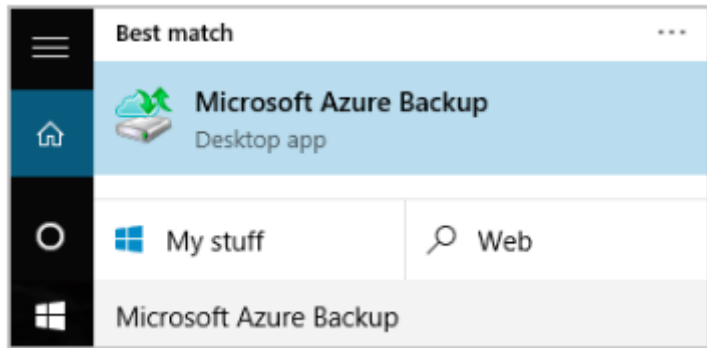 Best match
Microsoft Azure Backup
Desktop app
My stuff
Web
Microsoft Azure Backup